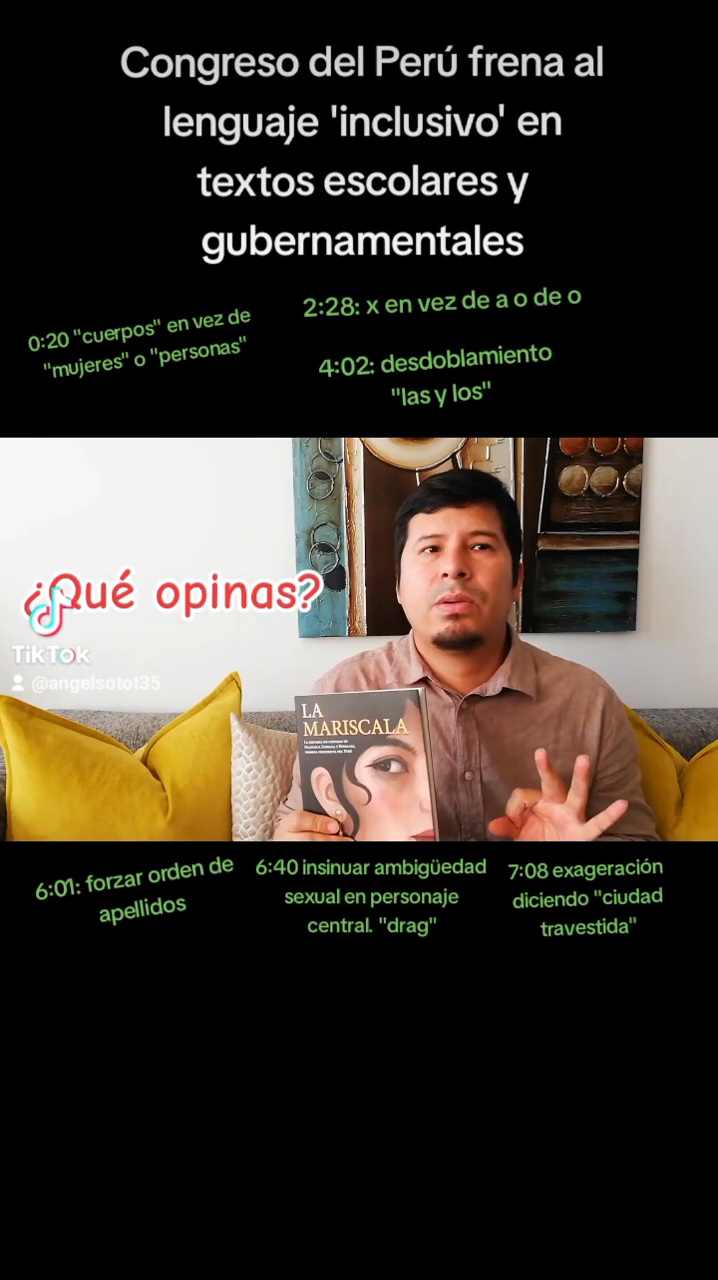 Congreso del Perú frena al
lenguaje 'inclusivo' en
textos escolares y
gubernamentales
0:20 "cuerpos" en vez de
"mujeres" o "personas"
2:28: x en vez de a o de o
4:02: desdoblamiento
"las y los"
¿Qué opinas?
TikTok
@angelsotot35
LA
MARISCALA
6:01: forzar orden de
apellidos
6:40 insinuar ambigüedad
sexual en personaje
central. "drag"
7:08 exageración
diciendo "ciudad
travestida"